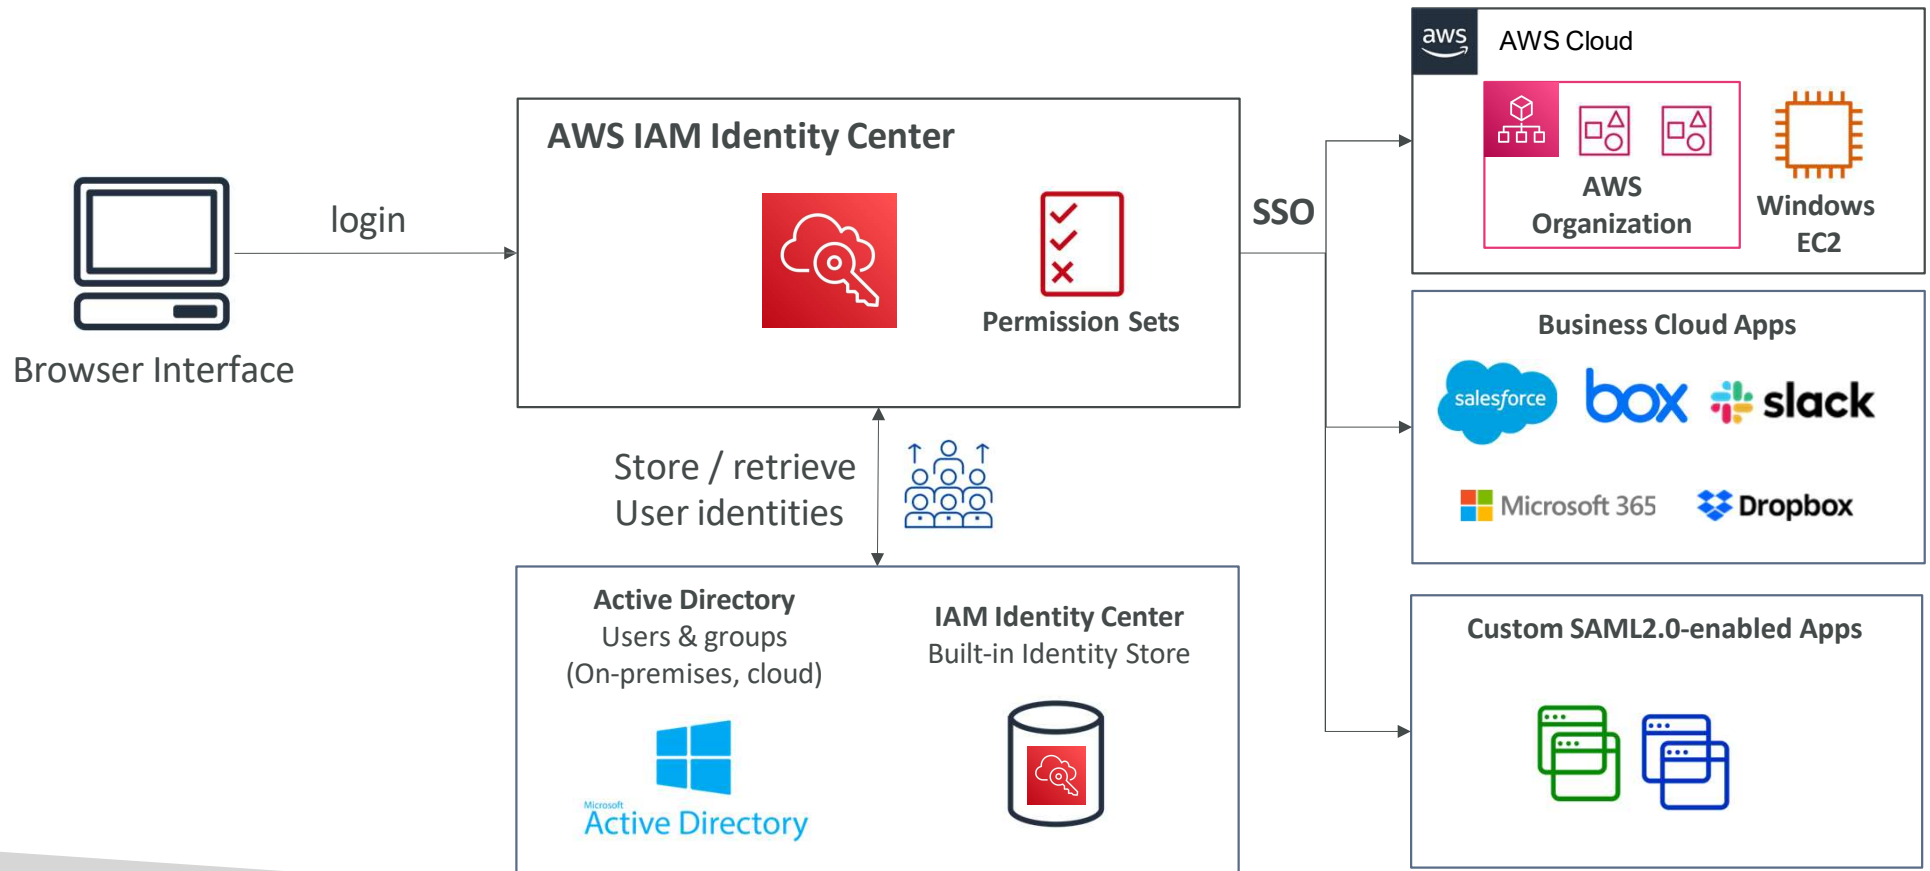 aws
AWS Cloud
AWS
Organization
Windows
EC2
AWS IAM Identity Center
Permission Sets
login
SSO
Browser Interface
Business Cloud Apps
salesforce
box
slack
Microsoft 365
Dropbox
Store / retrieve
User identities
Active Directory
Users & groups
(On-premises, cloud)
Microsoft
Active Directory
IAM Identity Center
Built-in Identity Store
Custom SAML2.0-enabled Apps